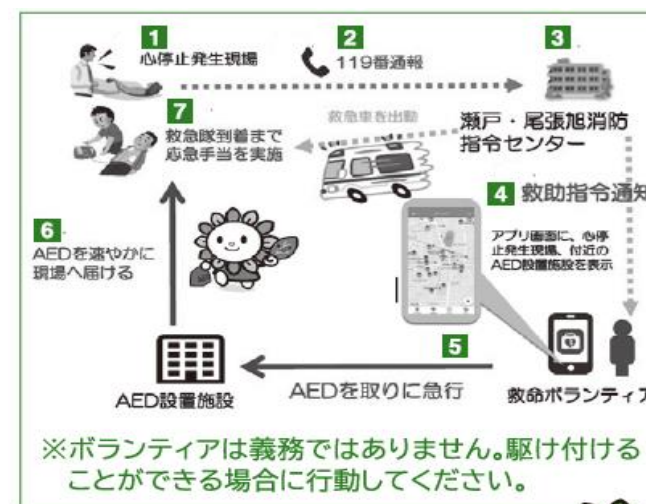 1
心停止発生現場
2
119番通報
3
瀬戸・尾張旭消防
指令センター
救急車を出動
7
救急隊到着まで
応急手当を実施
4 救助指令通知
アプリ画面に、心停
止発生現場、付近の
AED設置施設を表示
6
AEDを速やかに
現場へ届ける
5
AEDを取りに急行
AED設置施設
救命ボランティア
※ボランティアは義務ではありません。駆け付ける
ことができる場合に行動してください。